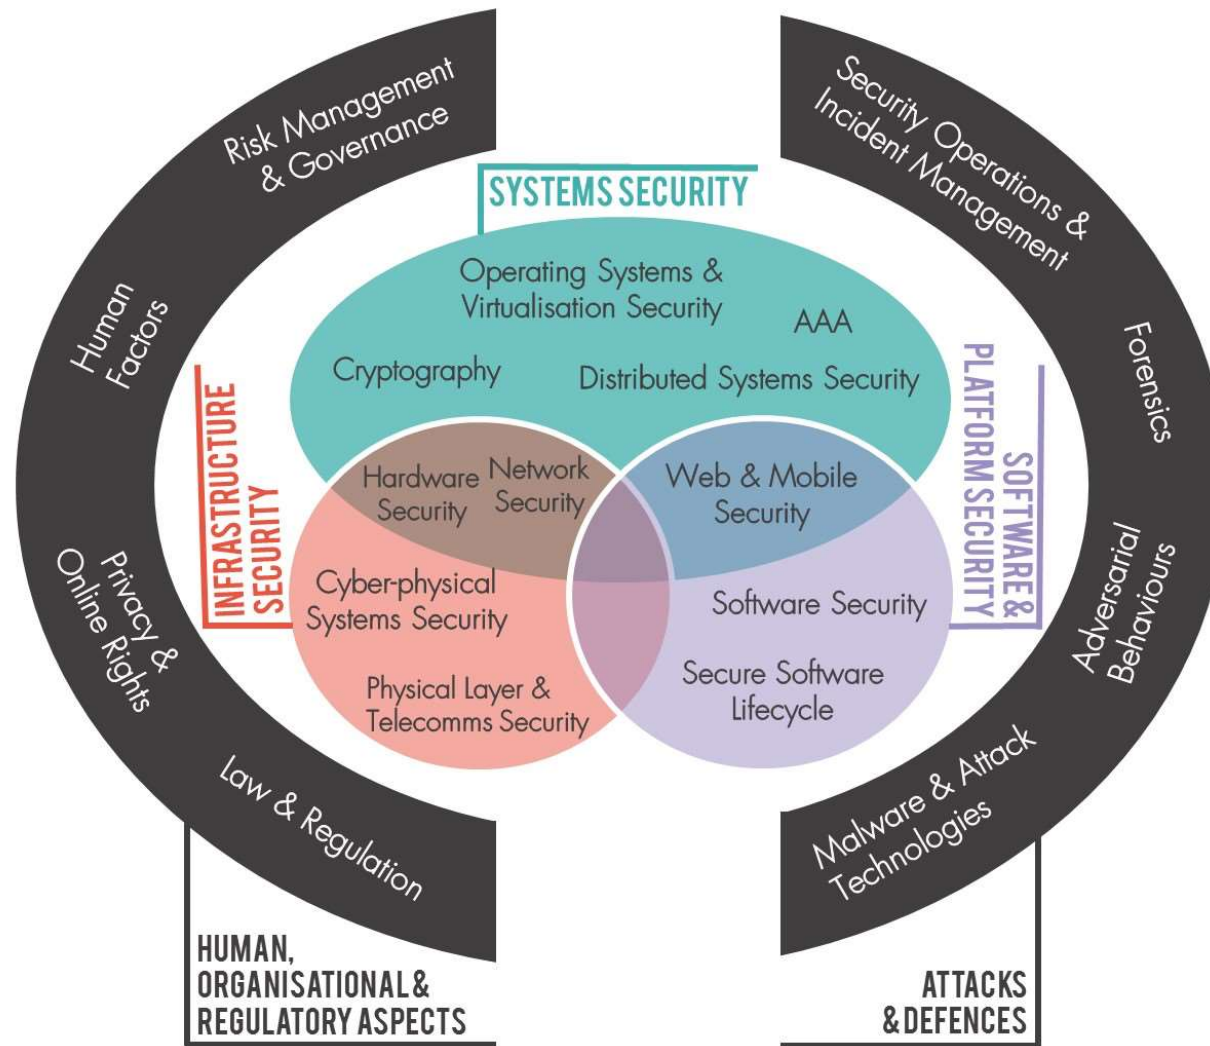 Risk Management
& Governance
Human
Factors
Privacy &
Online Rights
Law & Regulation
HUMAN,
ORGANISATIONAL &
REGULATORY ASPECTS
SYSTEMS SECURITY
Operating Systems &
Virtualisation Security
AAA
Cryptography
Distributed Systems Security
INFRASTRUCTURE
SECURITY
Hardware
Security
Network
Security
Web & Mobile
Security
Cyber-physical
Systems Security
Physical Layer &
Telecomms Security
Software Security
Secure Software
Lifecycle
SOFTWARE &
PLATFORM SECURITY
Security Operations &
Incident Management
Forensics
Adversarial
Behaviours
Malware & Attack
Technologies
ATTACKS
& DEFENCES